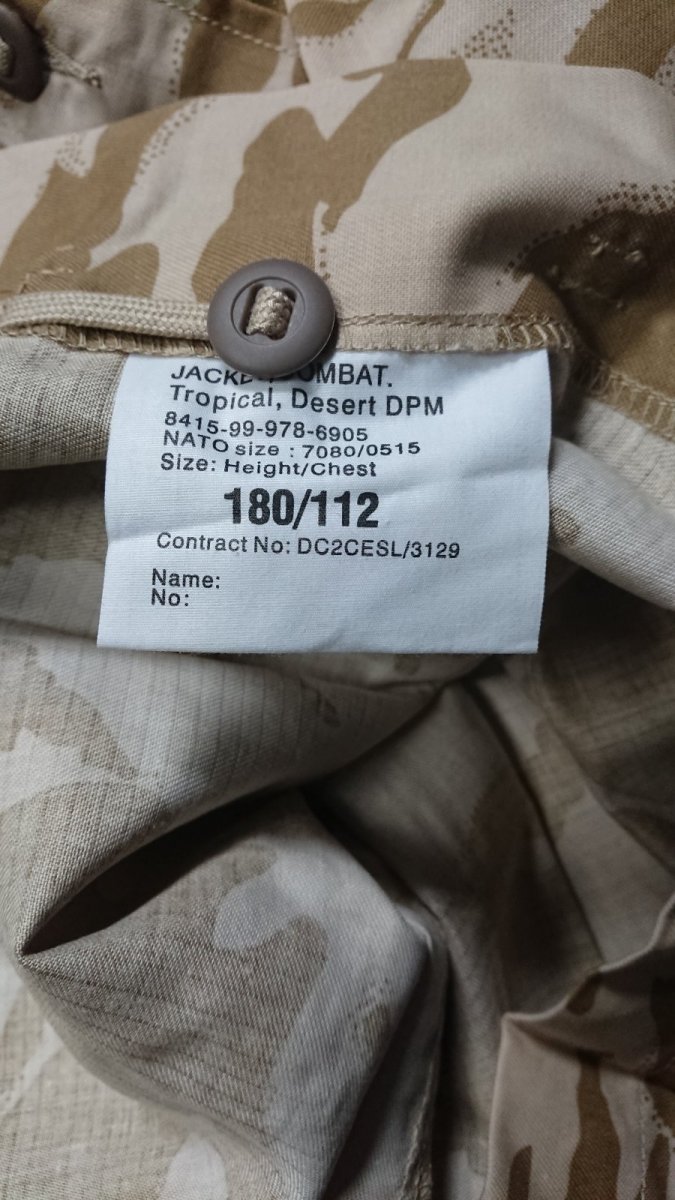 JACKE OMBAT.
Tropical, Desert DPM
8415-99-978-6905
NATO size : 7080/0515
Size: Height/Chest
180/112
Contract No: DC2CESL/3129
Name:
No: